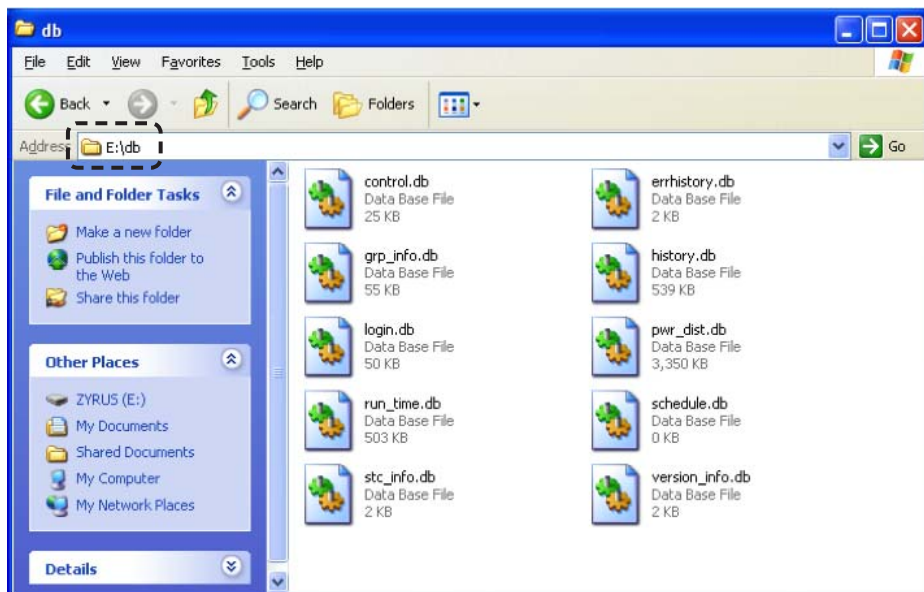 db
File Edit View Favorites Tools Help
Back Search Folders
Address E:\db Go
File and Folder Tasks
Make a new folder
Publish this folder to
the Web
Share this folder
Other Places
ZYRUS (E:)
My Documents
Shared Documents
My Computer
My Network Places
Details
control.db
Data Base File
25 KB
errhistory.db
Data Base File
2 KB
grp_info.db
Data Base File
55 KB
history.db
Data Base File
539 KB
login.db
Data Base File
50 KB
pwr_dist.db
Data Base File
3,350 KB
run_time.db
Data Base File
503 KB
schedule.db
Data Base File
0 KB
stc_info.db
Data Base File
2 KB
version_info.db
Data Base File
2 KB